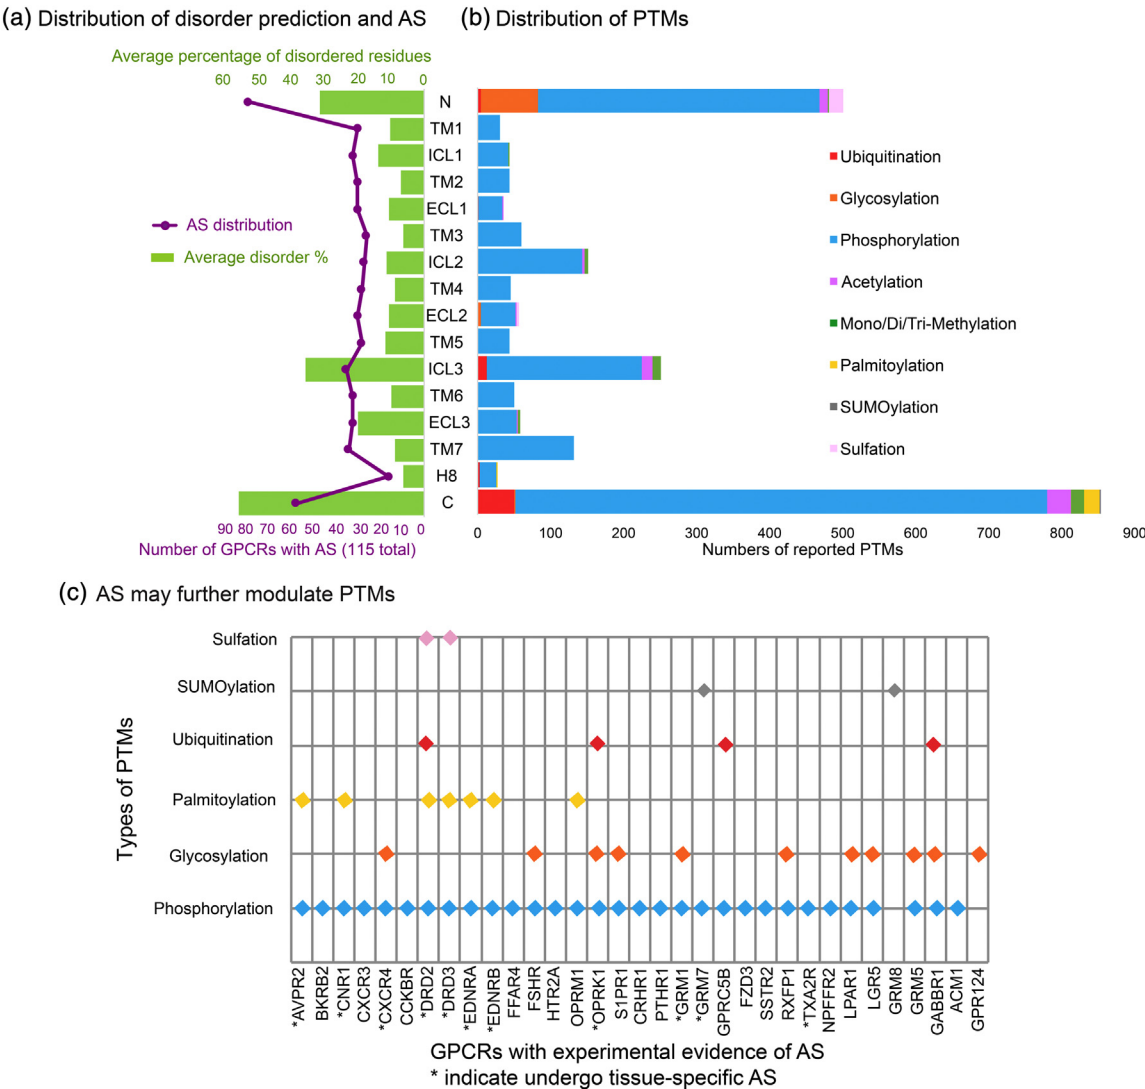 (a) Distribution of disorder prediction and AS
Average percentage of disordered residues
60 50 40 30 20 10 0
AS distribution
Average disorder %
N
TM1
ICL1
TM2
ECL1
TM3
ICL2
TM4
ECL2
TM5
ICL3
TM6
ECL3
TM7
H8
C
90 80 70 60 50 40 30 20 10 0
Number of GPCRs with AS (115 total)
(b) Distribution of PTMs
Ubiquitination
Glycosylation
Phosphorylation
Acetylation
Mono/Di/Tri-Methylation
Palmitoylation
SUMOylation
Sulfation
0 100 200 300 400 500 600 700 800 900
Numbers of reported PTMs
(c) AS may further modulate PTMs
Types of PTMs
Sulfation
SUMOylation
Ubiquitination
Palmitoylation
Glycosylation
Phosphorylation
*AVPR2
BKRB2
*CNR1
CXCR3
*CXCR4
CCKBR
*DRD2
*DRD3
*EDNRA
*EDNRB
FFAR4
FSHR
HTR2A
OPRM1
*OPRK1
S1PR1
CRHR1
PTHR1
*GRM1
*GRM7
GPRC5B
FZD3
SSTR2
RXFP1
*TXA2R
NPFFR2
LPAR1
LGR5
GRM8
GRM5
GABBR1
ACM1
GPR124
GPCRs with experimental evidence of AS
* indicate undergo tissue-specific AS